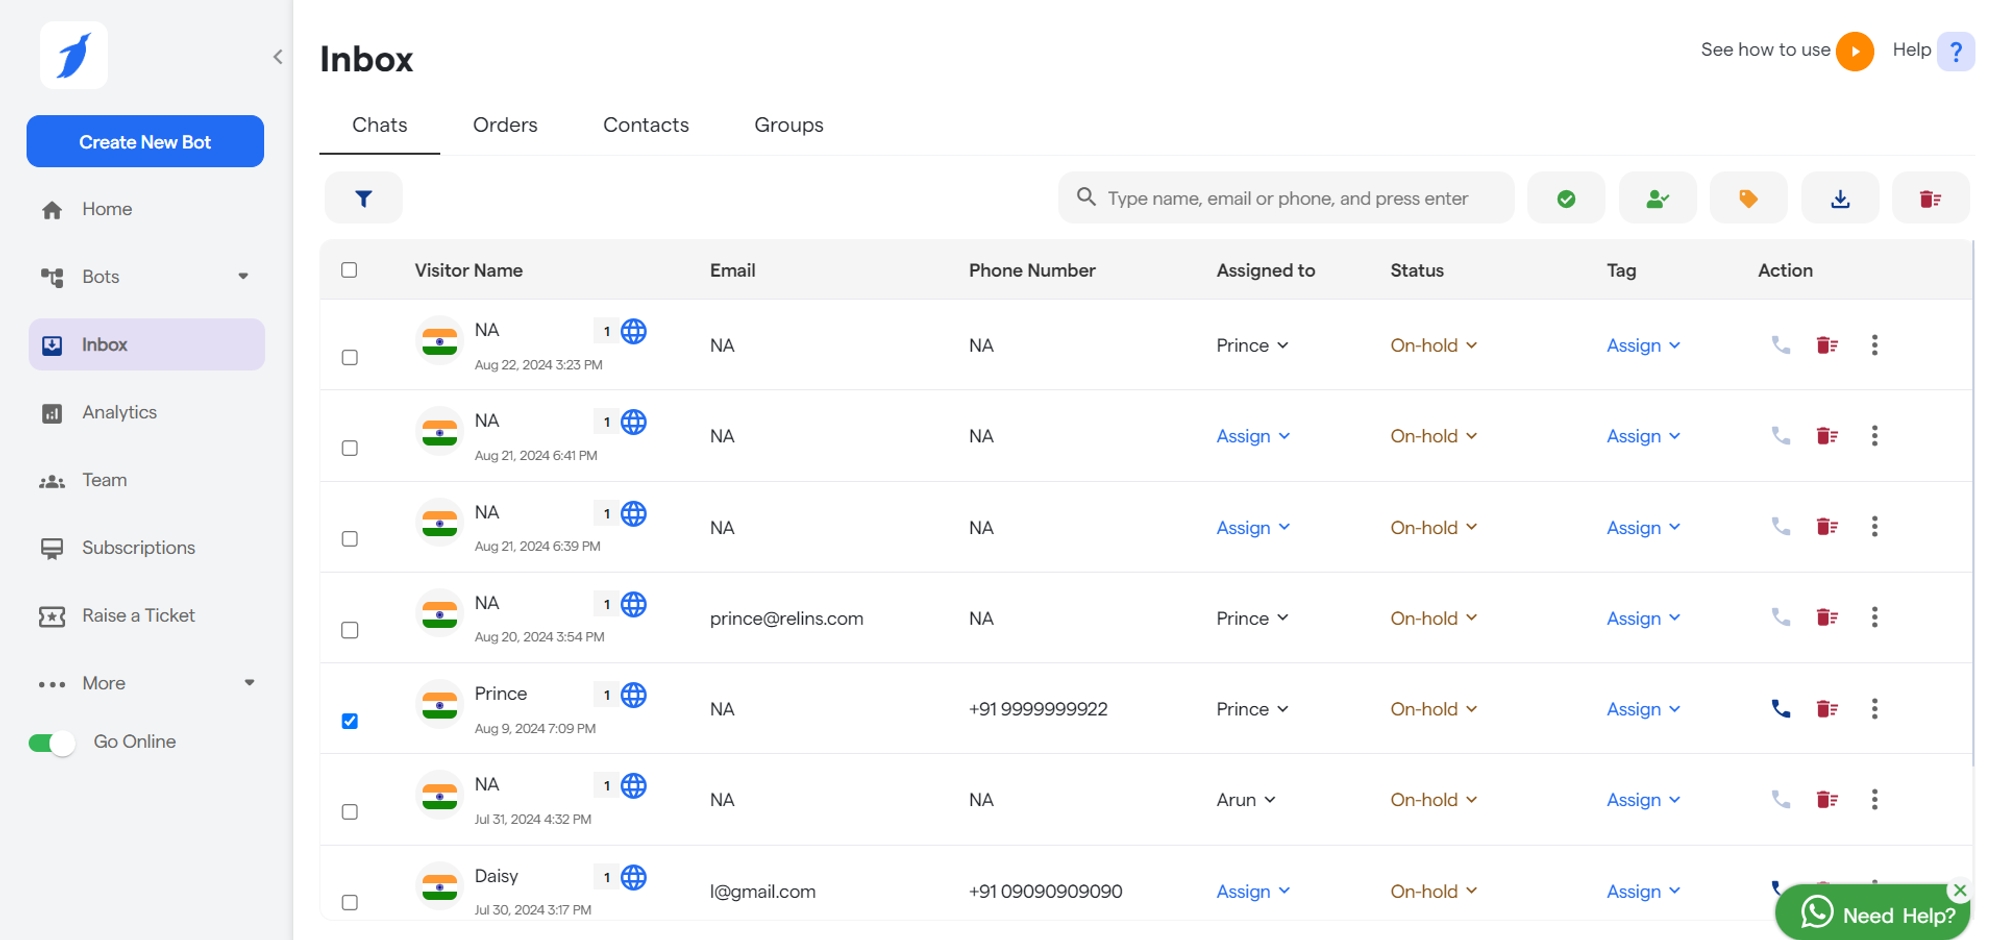 Inbox
See how to use
Help ?
Create New Bot
Home
Bots
Inbox
Analytics
Team
Subscriptions
Raise a Ticket
More
Go Online
Chats Orders Contacts Groups
Type name, email or phone, and press enter
Visitor Name Email Phone Number Assigned to Status Tag Action
NA 1 NA NA Prince On-hold Assign
Aug 22, 2024 3:23 PM
NA 1 NA NA Assign On-hold Assign
Aug 21, 2024 6:41 PM
NA 1 NA NA Assign On-hold Assign
Aug 21, 2024 6:39 PM
NA 1 prince@relins.com NA Prince On-hold Assign
Aug 20, 2024 3:54 PM
Prince 1 NA +91 9999999922 Prince On-hold Assign
Aug 9, 2024 7:09 PM
NA 1 NA NA Arun On-hold Assign
Jul 31, 2024 4:32 PM
Daisy 1 l@gmail.com +91 09090909090 Assign On-hold Assign
Jul 30, 2024 3:17 PM
Need Help?